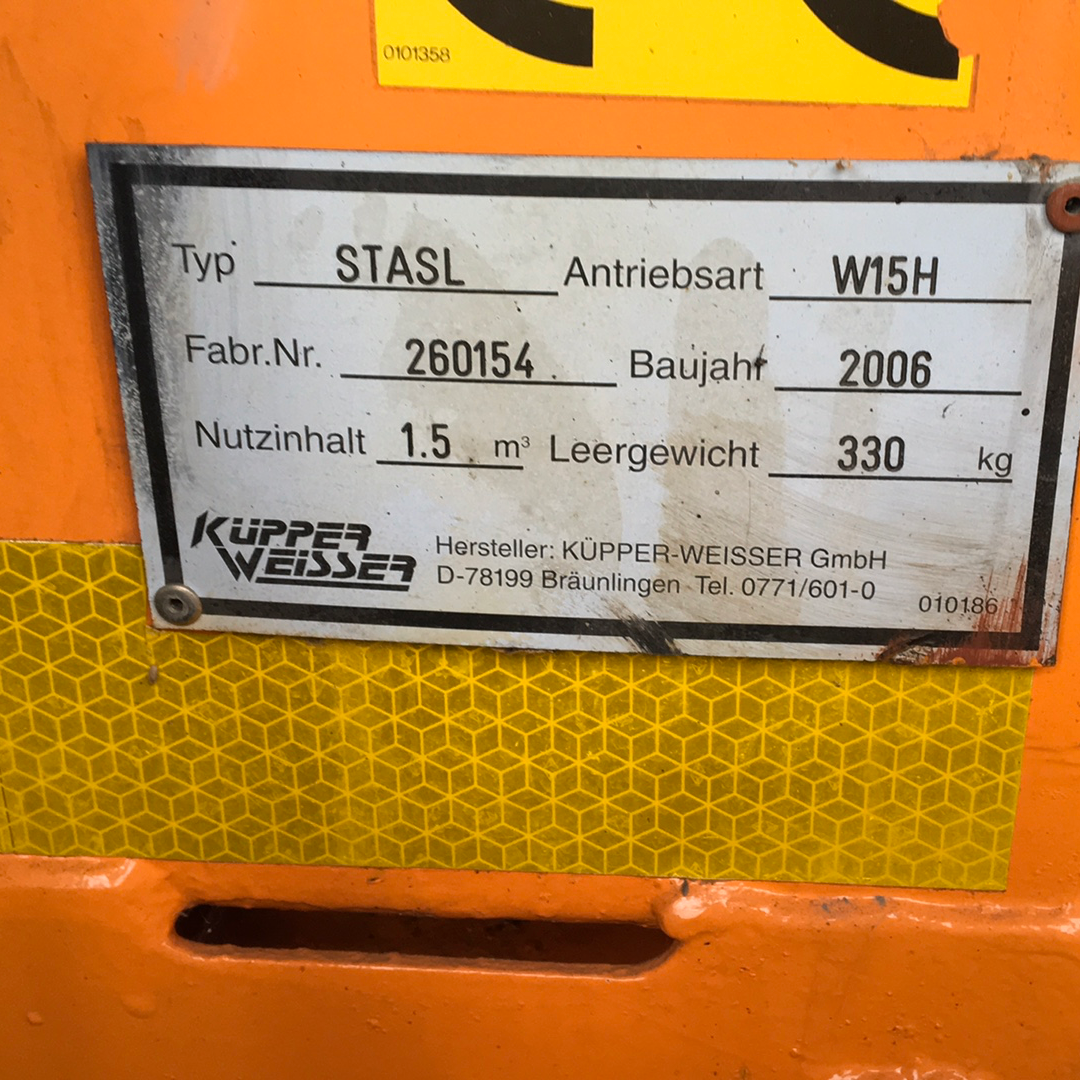 0101358
Typ STASL Antriebsart W15H
Fabr.Nr. 260154 Baujahr 2006
Nutzinhalt 1.5 m³ Leergewicht 330 kg
KÜPPER
WEISSER
Hersteller: KÜPPER-WEISSER GmbH
D-78199 Bräunlingen Tel. 0771/601-0
010186